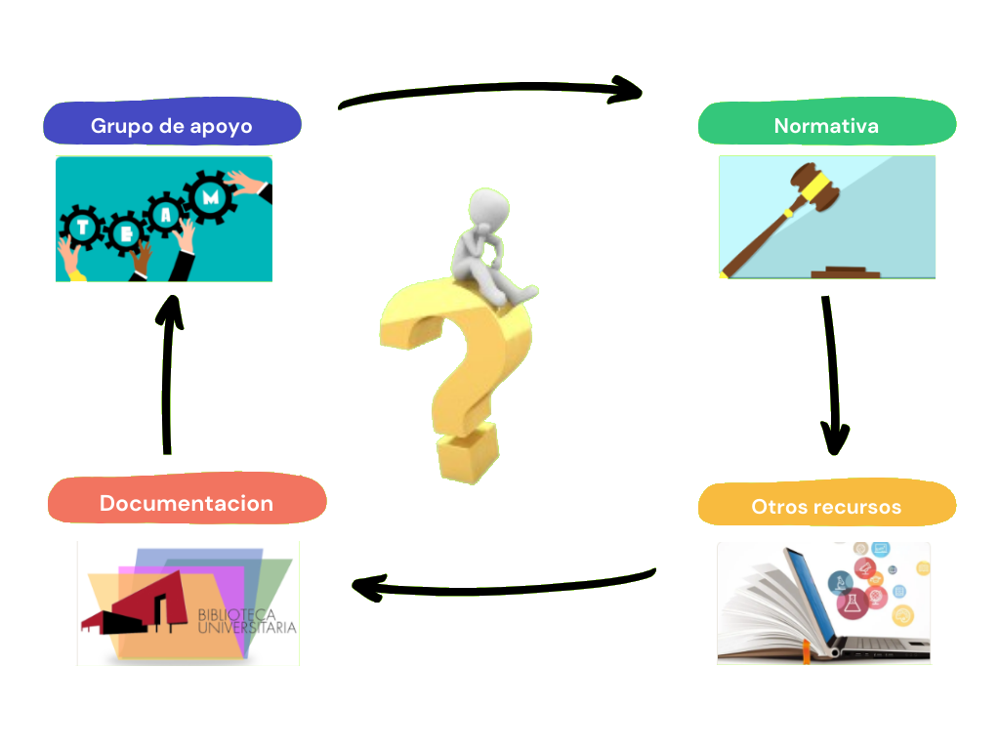 Grupo de apoyo
Normativa
T E A M
Documentacion
Otros recursos
BIBLIOTECA
UNIVERSITARIA